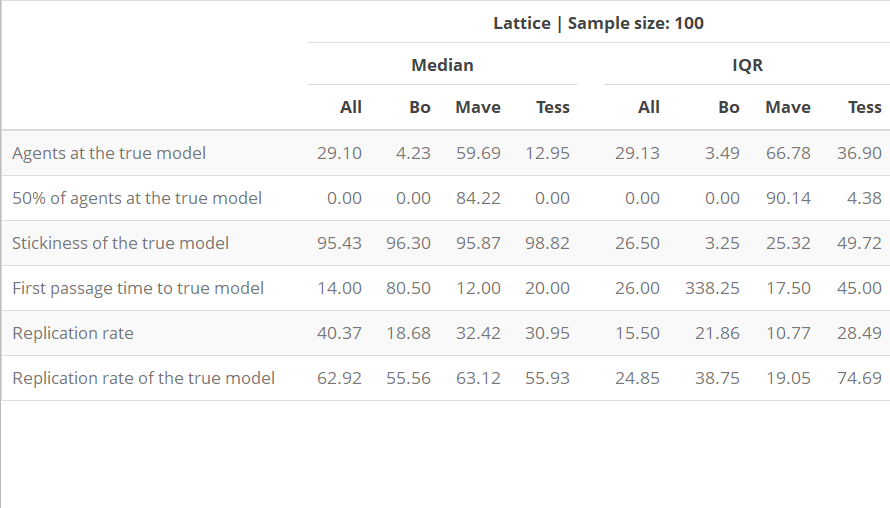 Lattice | Sample size: 100
Median IQR
All Bo Mave Tess All Bo Mave Tess
Agents at the true model 29.10 4.23 59.69 12.95 29.13 3.49 66.78 36.90
50% of agents at the true model 0.00 0.00 84.22 0.00 0.00 0.00 90.14 4.38
Stickiness of the true model 95.43 96.30 95.87 98.82 26.50 3.25 25.32 49.72
First passage time to true model 14.00 80.50 12.00 20.00 26.00 338.25 17.50 45.00
Replication rate 40.37 18.68 32.42 30.95 15.50 21.86 10.77 28.49
Replication rate of the true model 62.92 55.56 63.12 55.93 24.85 38.75 19.05 74.69